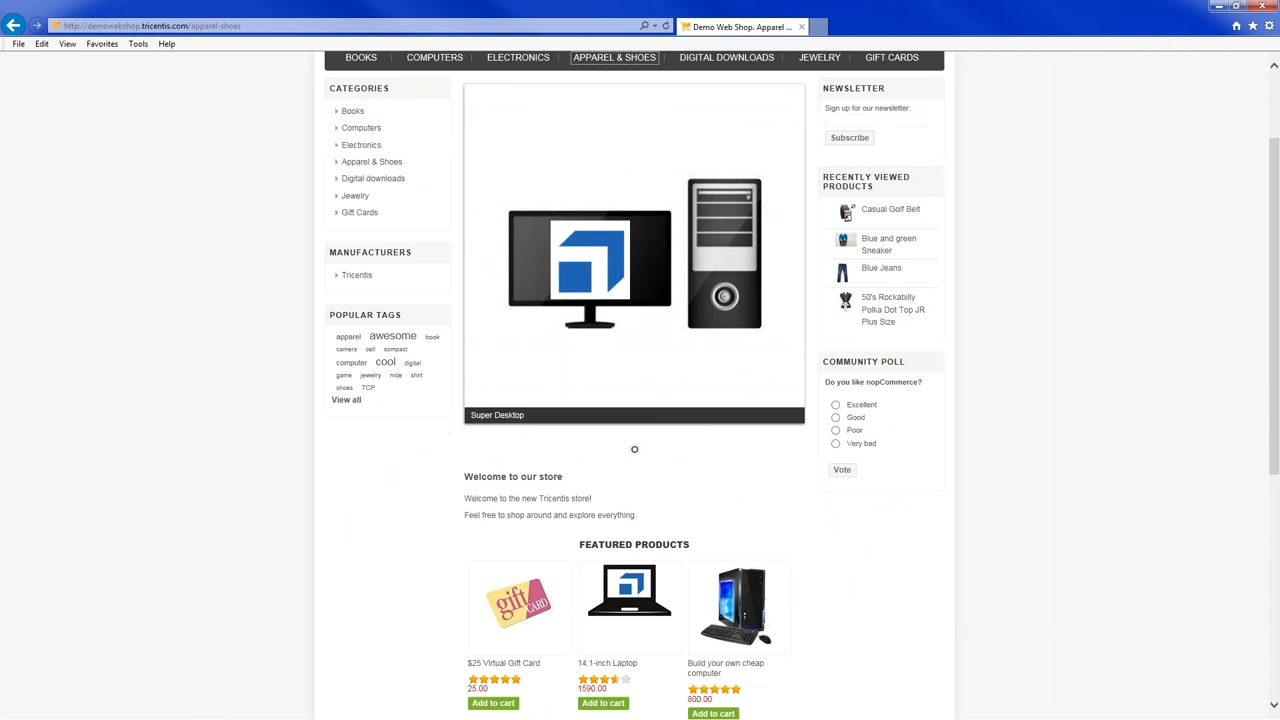 http://demowebshop.tricentis.com/apparel-shoes
Demo Web Shop. Apparel ...
File Edit View Favorites Tools Help
BOOKS COMPUTERS ELECTRONICS APPAREL & SHOES DIGITAL DOWNLOADS JEWELRY GIFT CARDS
CATEGORIES
Books
Computers
Electronics
Apparel & Shoes
Digital downloads
Jewelry
Gift Cards
MANUFACTURERS
Tricentis
POPULAR TAGS
apparel awesome book
camera cell compact
computer cool digital
game jewelry nice shirt
shoes TCP
View all
Super Desktop
Welcome to our store
Welcome to the new Tricentis store!
Feel free to shop around and explore everything.
FEATURED PRODUCTS
gift CARD
$25 Virtual Gift Card
25.00
Add to cart
14.1-inch Laptop
1590.00
Add to cart
Build your own cheap
computer
800.00
Add to cart
NEWSLETTER
Sign up for our newsletter:
Subscribe
RECENTLY VIEWED
PRODUCTS
Casual Golf Belt
Blue and green
Sneaker
Blue Jeans
50's Rockabilly
Polka Dot Top JR
Plus Size
COMMUNITY POLL
Do you like nopCommerce?
Excellent
Good
Poor
Very bad
Vote